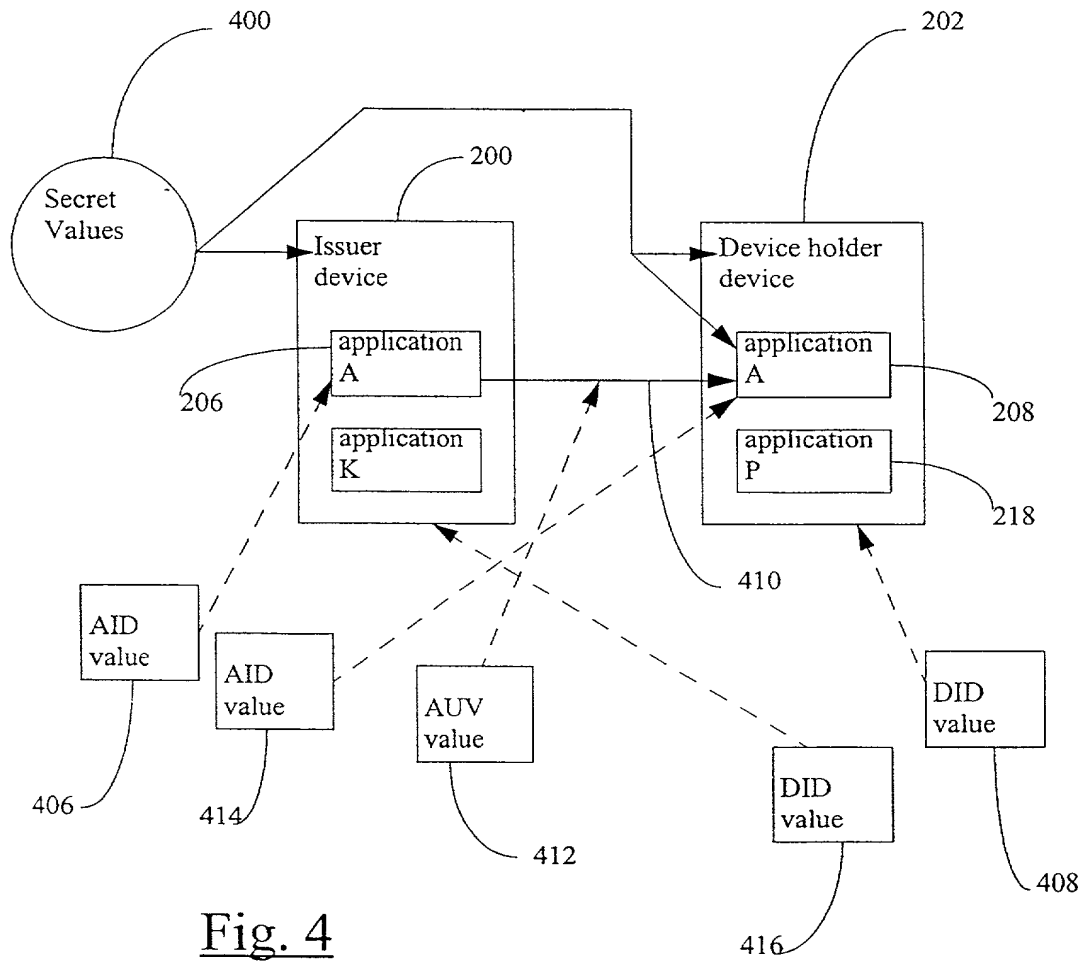 400
202
200
Secret
Values
Issuer
device
Device holder
device
application
A
application
A
206
208
application
K
application
P
218
410
AID
value
AID
value
AUV
value
DID
value
DID
value
406
414
412
408
416
Fig. 4